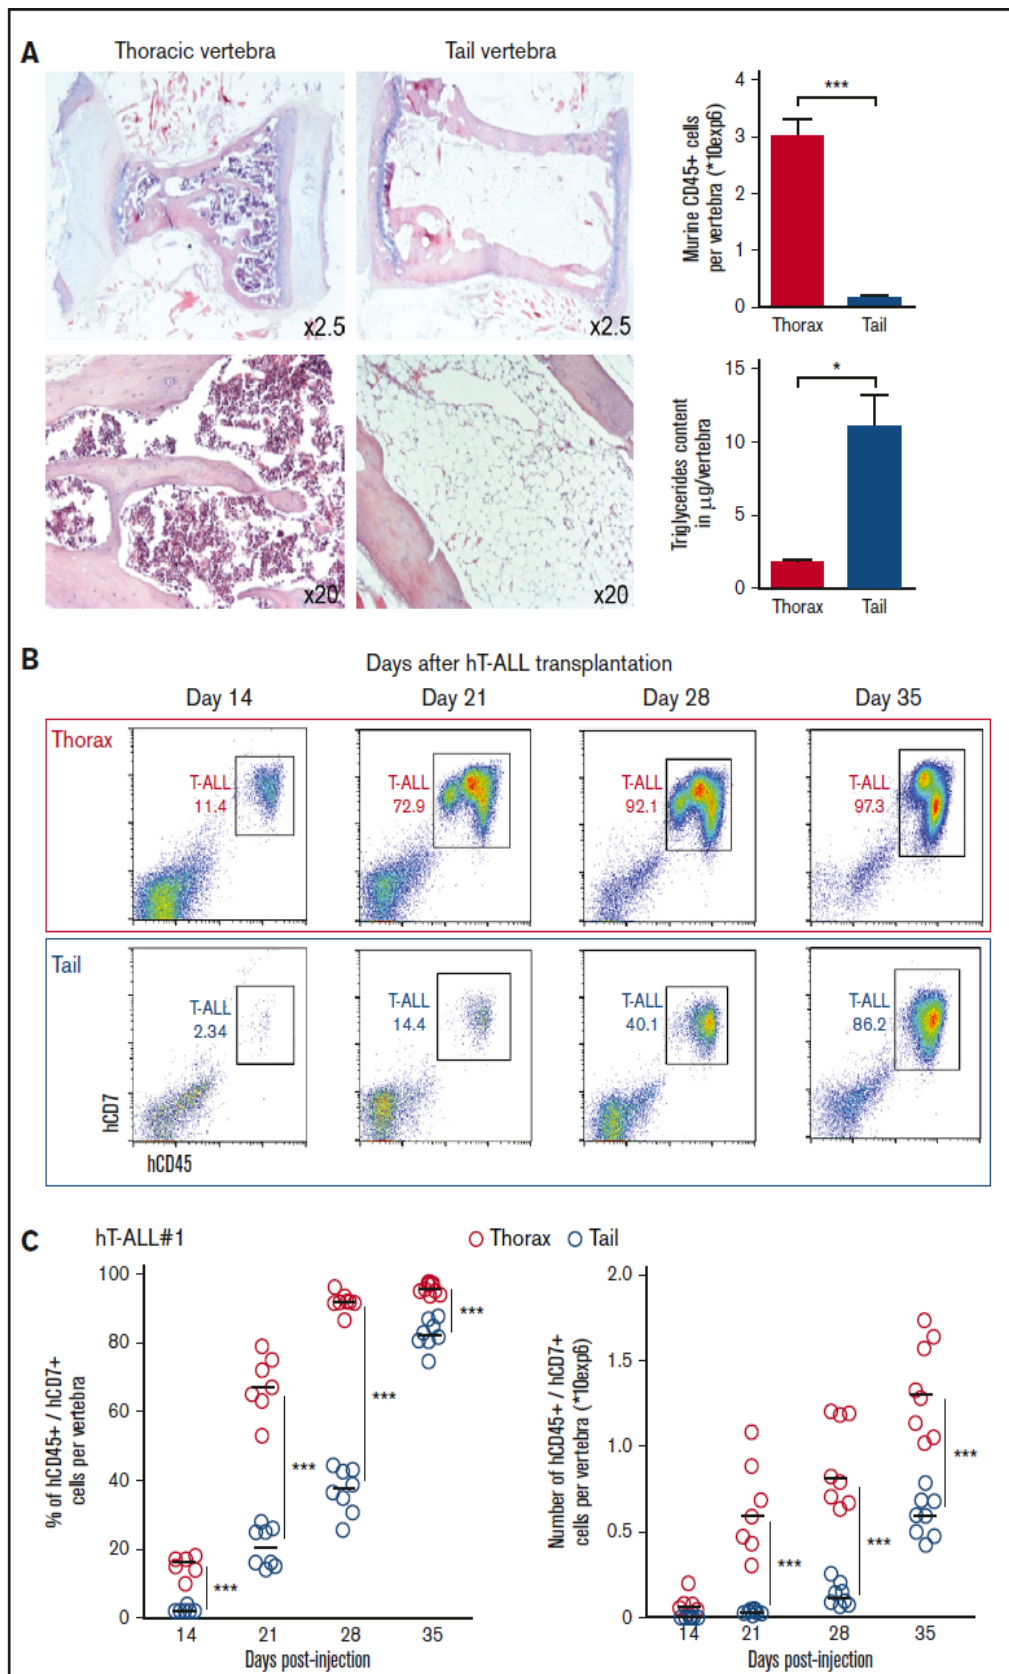 A
Thoracic vertebra
Tail vertebra
x2.5
x2.5
x20
x20
Murine CD45+ cells
per vertebra (*10exp6)
4
3
2
1
0
***
Thorax
Tail
Triglycerides content
in μg/vertebra
15
10
5
0
*
Thorax
Tail
B
Days after hT-ALL transplantation
Day 14
Day 21
Day 28
Day 35
Thorax
T-ALL
11.4
T-ALL
72.9
T-ALL
92.1
T-ALL
97.3
Tail
T-ALL
2.34
T-ALL
14.4
T-ALL
40.1
T-ALL
86.2
hCD7
hCD45
C
hT-ALL#1
Thorax
Tail
% of hCD45+ / hCD7+
cells per vertebra
100
80
60
40
20
0
***
***
***
***
14
21
28
35
Days post-injection
Number of hCD45+ / hCD7+
cells per vertebra (*10exp6)
2.0
1.5
1.0
0.5
0
***
***
***
14
21
28
35
Days post-injection